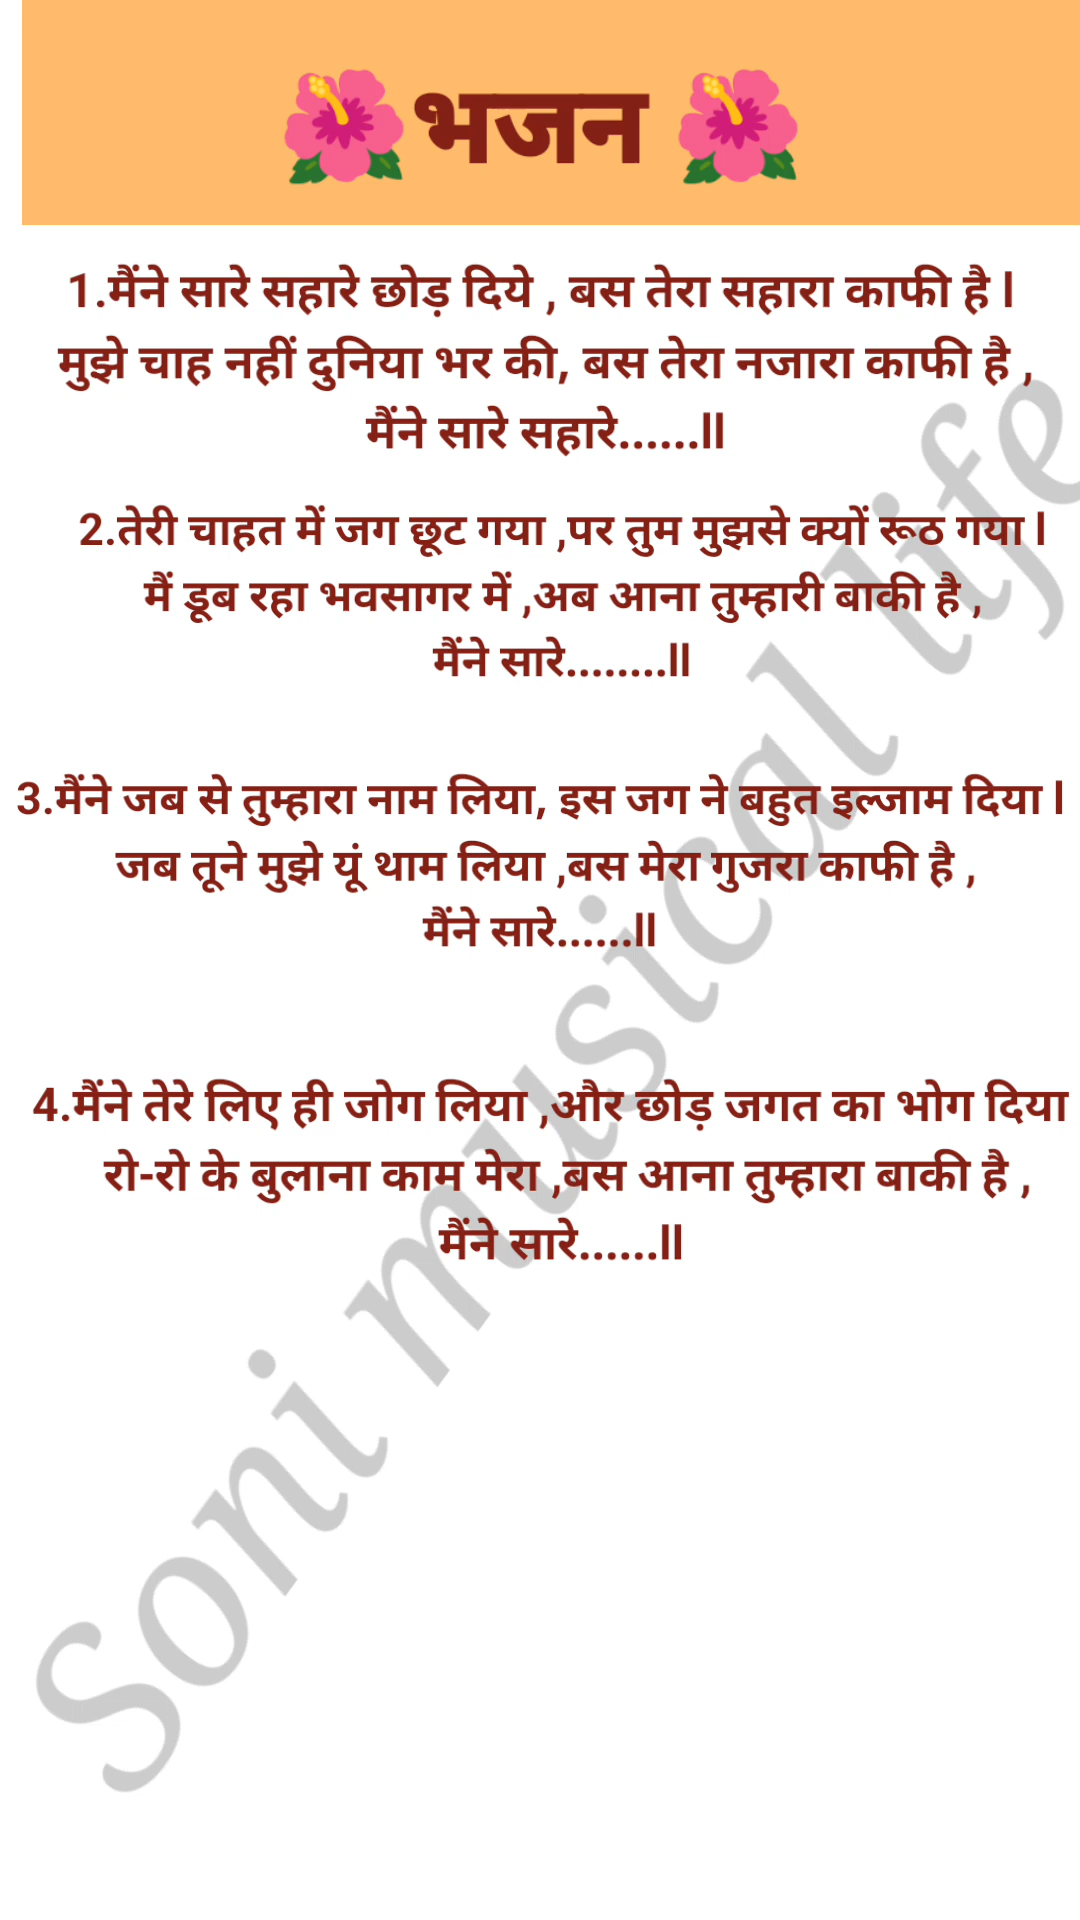 भजन
1.मैंने सारे सहारे छोड़ दिये , बस तेरा सहारा काफी है l
मुझे चाह नहीं दुनिया भर की, बस तेरा नजारा काफी है ,
मैंने सारे सहारे......ll
2.तेरी चाहत में जग छूट गया ,पर तुम मुझसे क्यों रूठ गया l
मैं डूब रहा भवसागर में ,अब आना तुम्हारी बाकी है ,
मैंने सारे........ll
3.मैंने जब से तुम्हारा नाम लिया, इस जग ने बहुत इल्जाम दिया l
जब तूने मुझे यूं थाम लिया ,बस मेरा गुजरा काफी है ,
मैंने सारे......ll
4.मैंने तेरे लिए ही जोग लिया ,और छोड़ जगत का भोग दिया
रो-रो के बुलाना काम मेरा ,बस आना तुम्हारा बाकी है ,
मैंने सारे......ll
Soni musical life